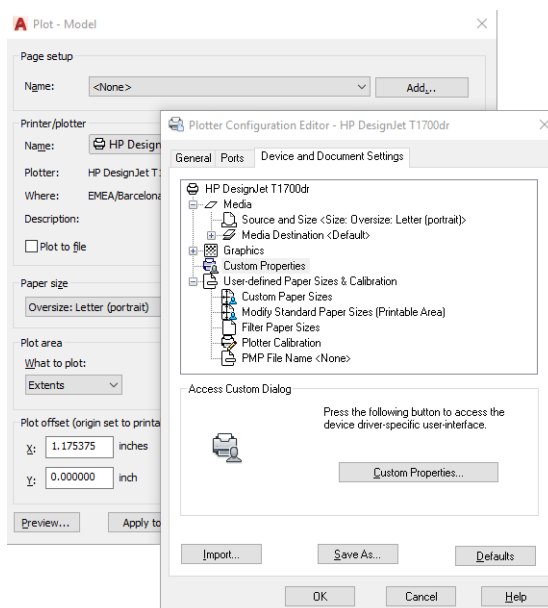 Plot - Model
Page setup
Name: <None> Add...
Printer/plotter
Name: HP Design
Plotter: HP DesignJet T1
Where: EMEA/Barcelona
Description:
Plot to file
Paper size
Oversize: Letter (portrait)
Plot area
What to plot:
Extents
Plot offset (origin set to printa
X: 1.175375 inches
Y: 0.000000 inch
Preview... Apply to
Plotter Configuration Editor - HP DesignJet T1700dr
General Ports Device and Document Settings
HP DesignJet T1700dr
Media
Source and Size <Size: Oversize: Letter (portrait)>
Media Destination <Default>
Graphics
Custom Properties
User-defined Paper Sizes & Calibration
Custom Paper Sizes
Modify Standard Paper Sizes (Printable Area)
Filter Paper Sizes
Plotter Calibration
PMP File Name <None>
Access Custom Dialog
Press the following button to access the
device driver-specific user-interface.
Custom Properties...
Import... Save As... Defaults
OK Cancel Help